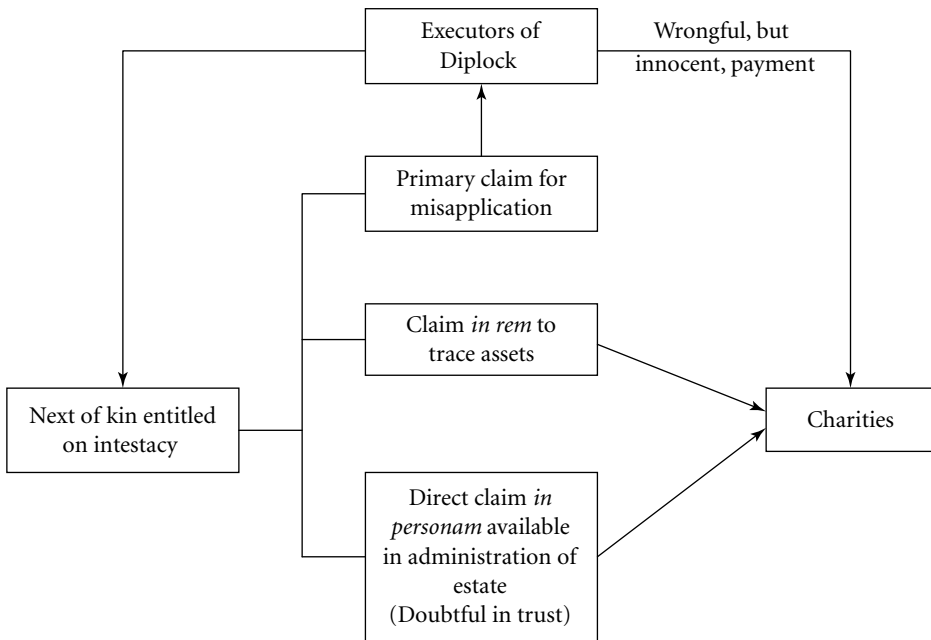 Executors of
Diplock
Wrongful, but
innocent, payment
Primary claim for
misapplication
Claim in rem to
trace assets
Next of kin entitled
on intestacy
Charities
Direct claim in
personam available
in administration of
estate
(Doubtful in trust)